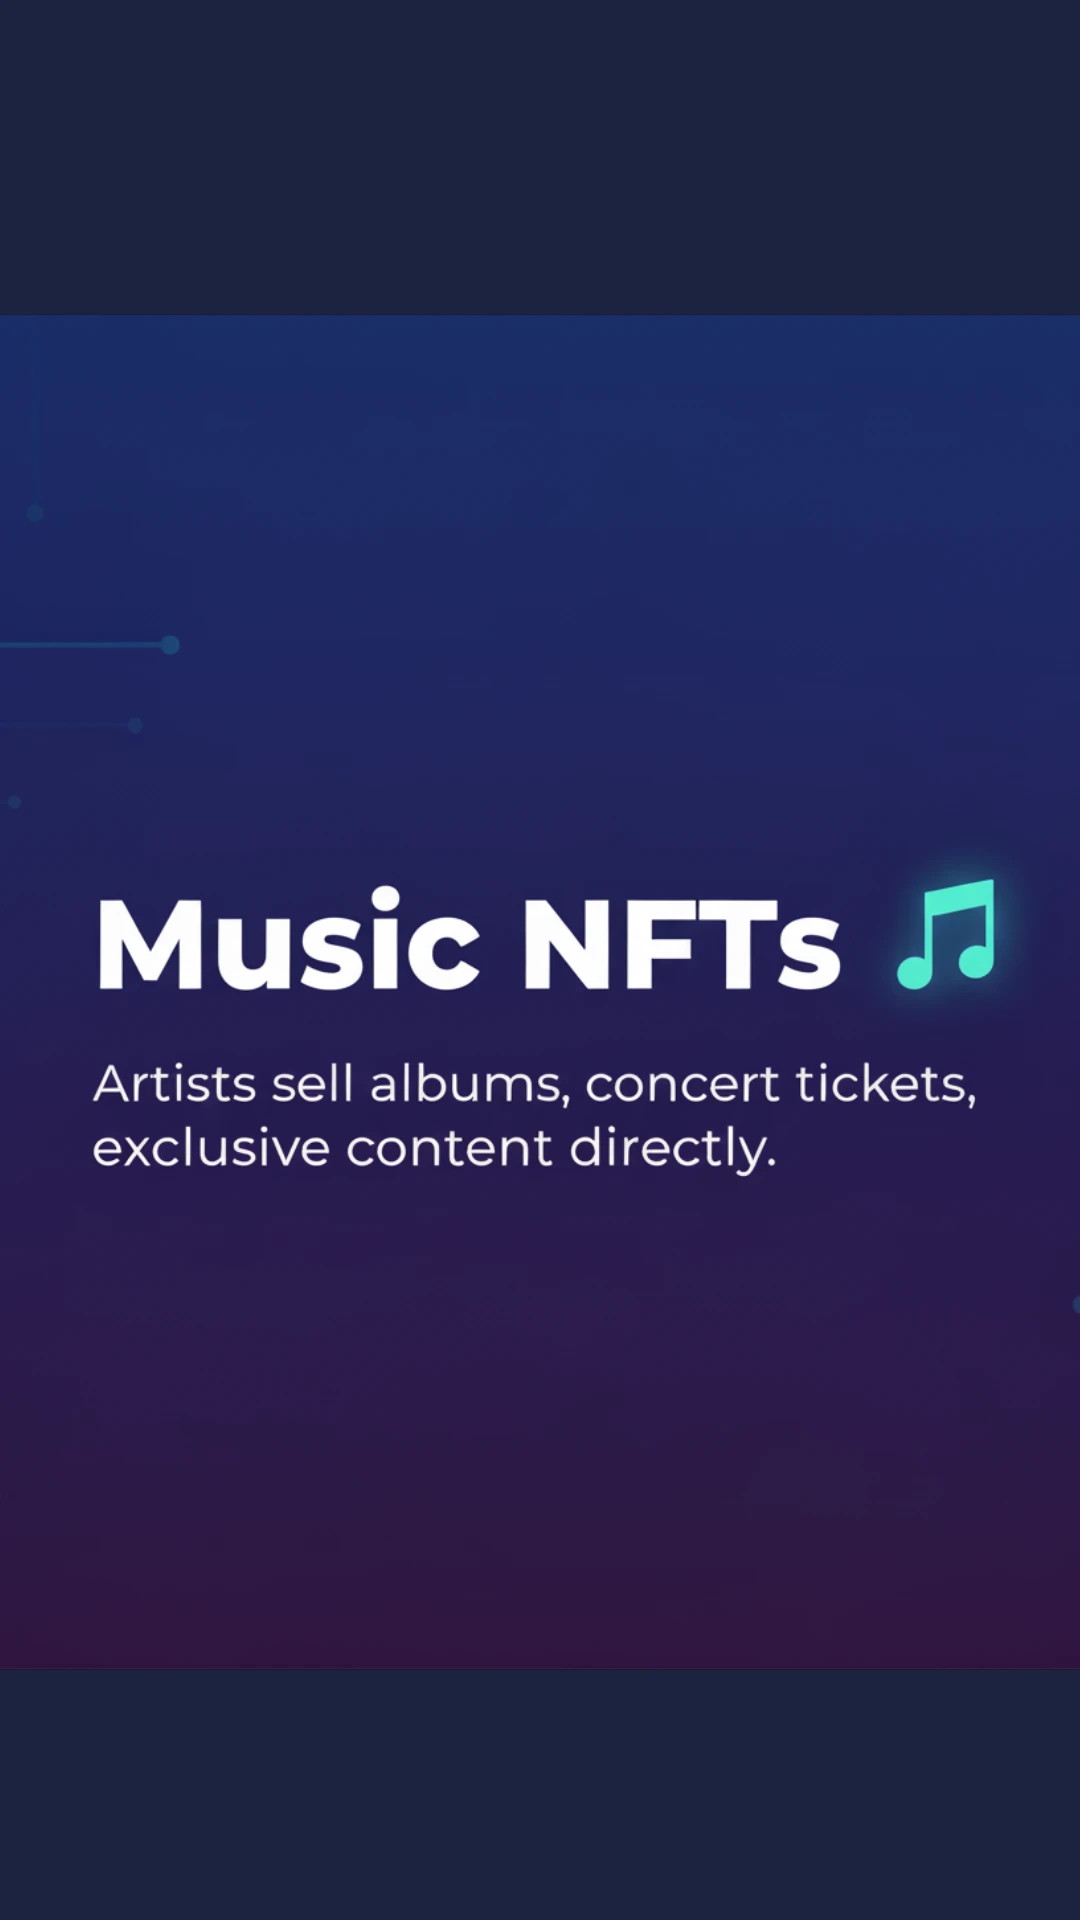 Music NFTs
Artists sell albums, concert tickets,
exclusive content directly.